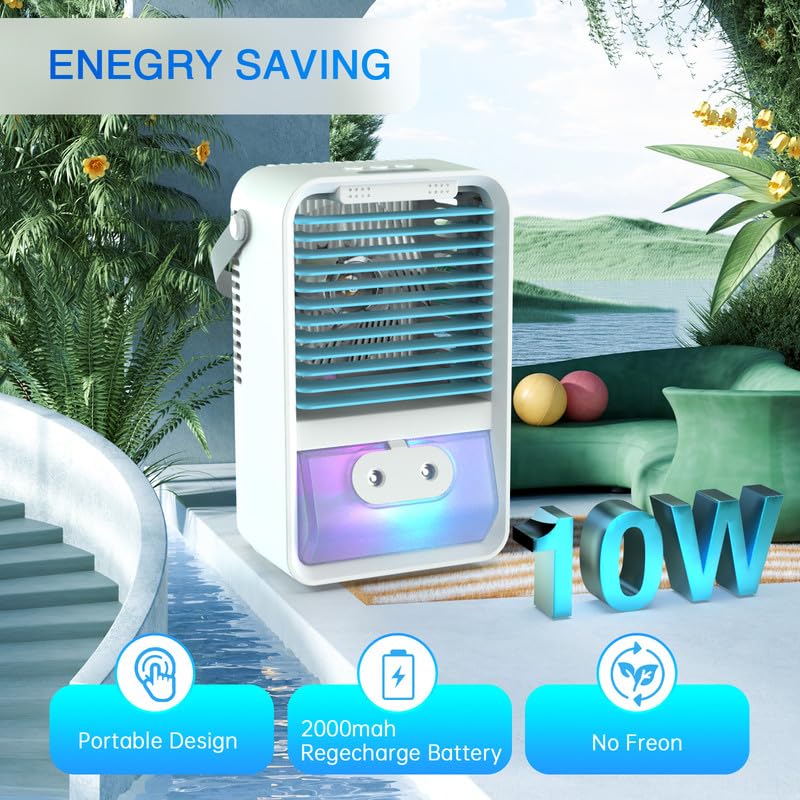 ENEGRY SAVING
10W
Portable Design
2000mah
Regecharge Battery
No Freon